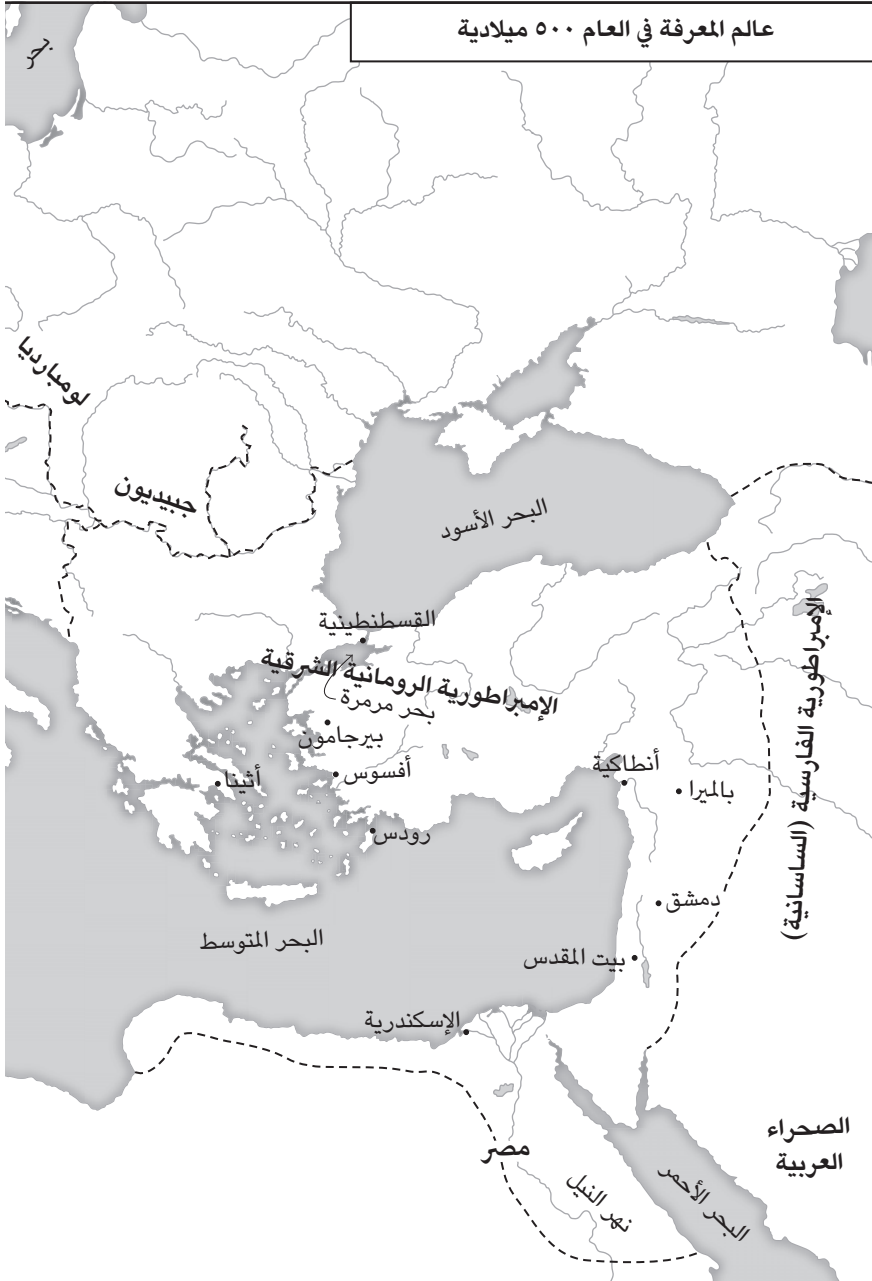 عالم المعرفة في العام ٥٠٠ ميلادية
بحر
لومبارديا
جبيديون
البحر الأسود
القسطنطينية
الإمبراطورية الرومانية الشرقية
بحر مرمرة
بيرجامون
أفسوس
أثينا
رودس
أنطاكية
بالميرا
الإمبراطورية الفارسية (الساسانية)
دمشق
البحر المتوسط
بيت المقدس
الإسكندرية
الصحراء
العربية
مصر
نهر النيل
البحر الأحمر